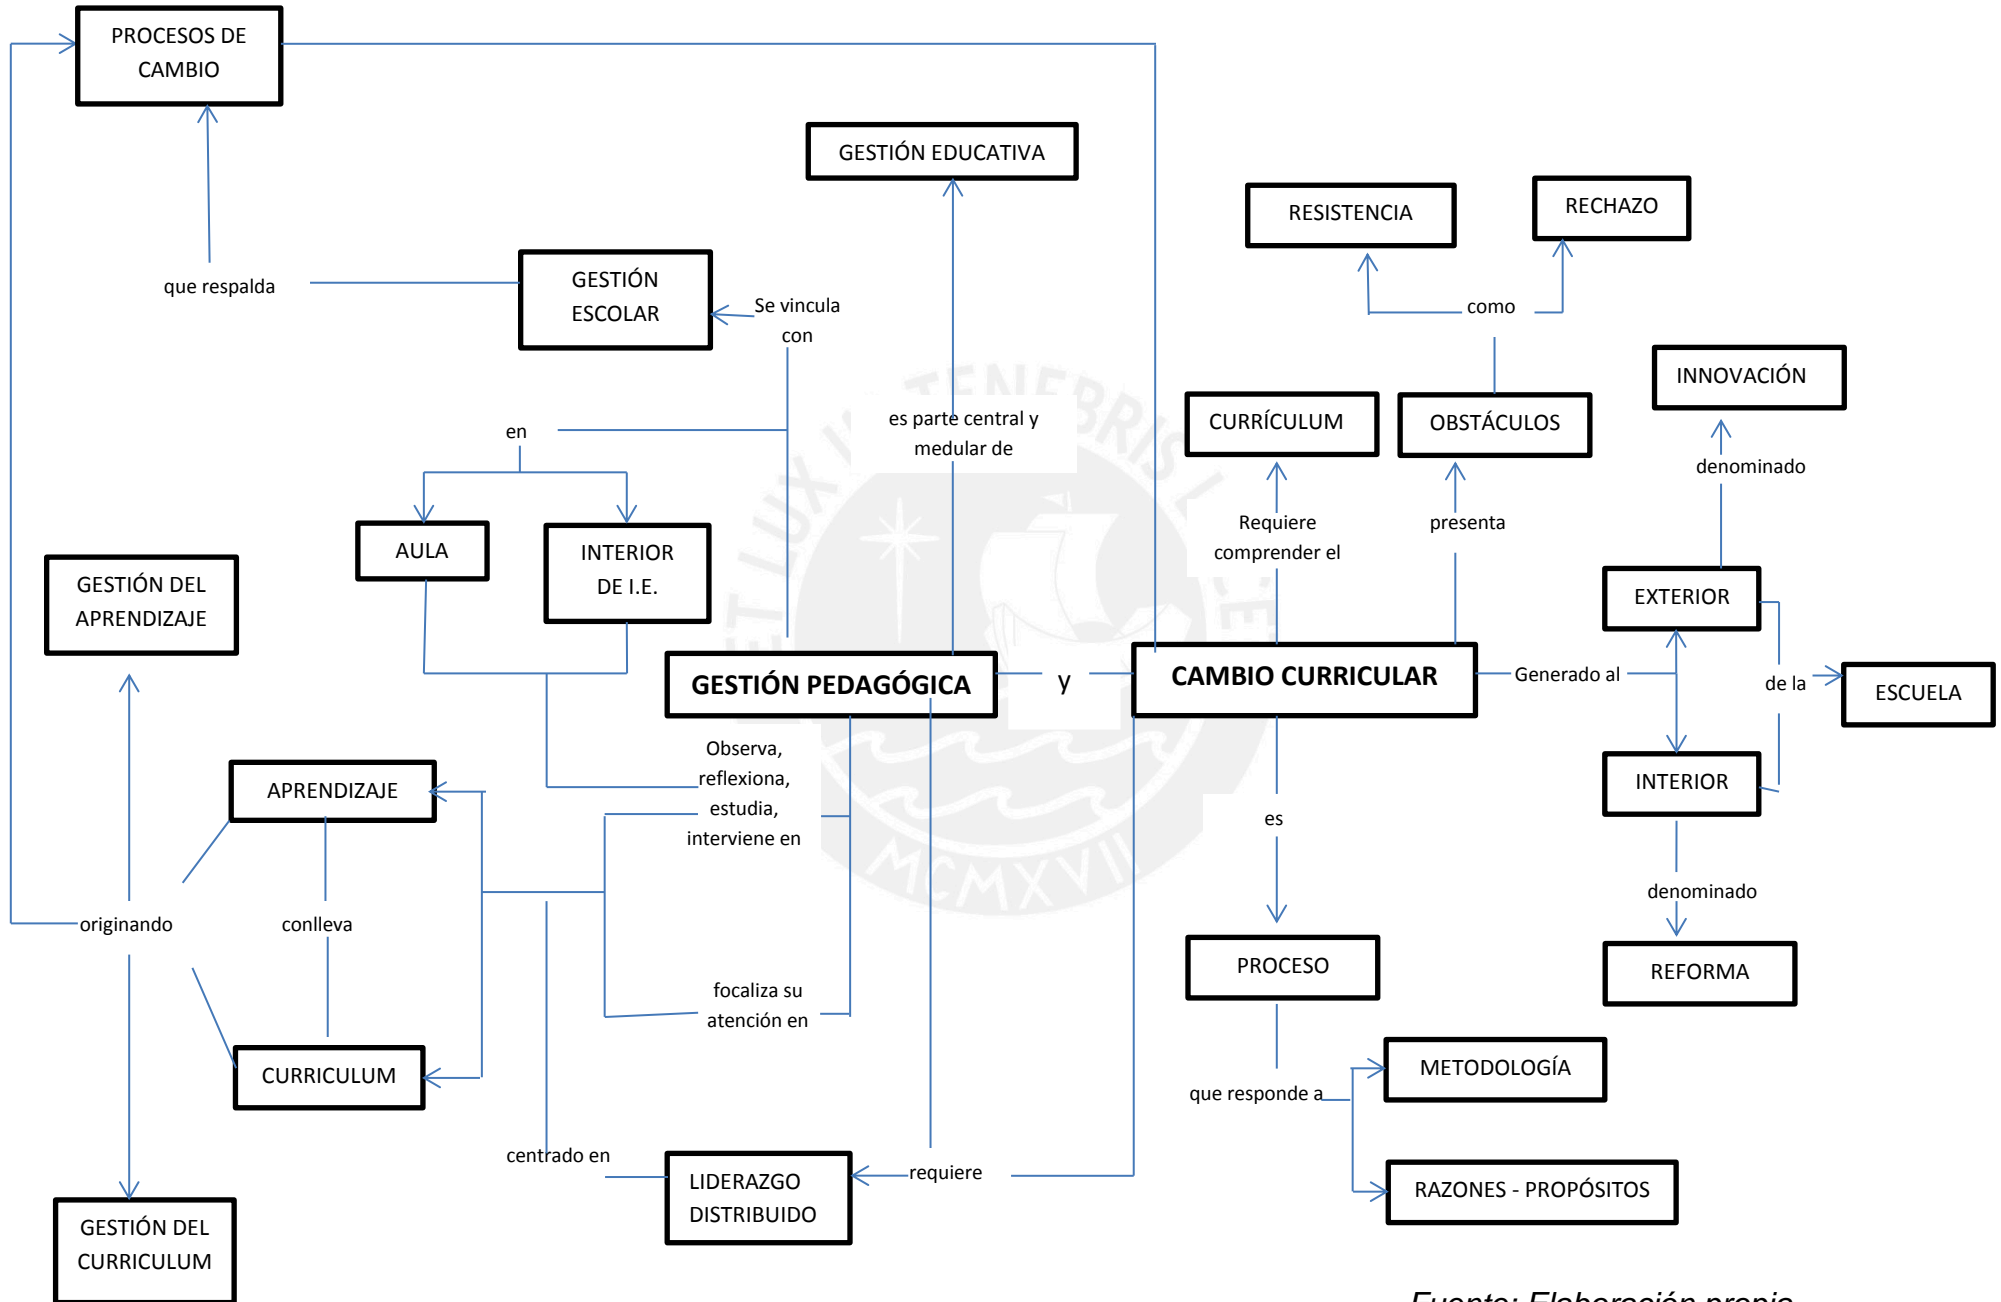 PROCESOS DE
CAMBIO
GESTIÓN EDUCATIVA
RESISTENCIA
RECHAZO
que respalda
GESTIÓN
ESCOLAR
Se vincula
con
como
INNOVACIÓN
en
es parte central y
medular de
CURRÍCULUM
OBSTÁCULOS
denominado
AULA
INTERIOR
DE I.E.
Requiere
comprender el
presenta
GESTIÓN DEL
APRENDIZAJE
EXTERIOR
GESTIÓN PEDAGÓGICA
y
CAMBIO CURRICULAR
Generado al
de la
ESCUELA
Observa,
reflexiona,
estudia,
interviene en
APRENDIZAJE
INTERIOR
es
originando
conlleva
denominado
PROCESO
REFORMA
focaliza su
atención en
CURRICULUM
METODOLOGÍA
que responde a
centrado en
LIDERAZGO
DISTRIBUIDO
requiere
RAZONES - PROPÓSITOS
GESTIÓN DEL
CURRICULUM
Fuente: Elaboración propia
MCMXVII